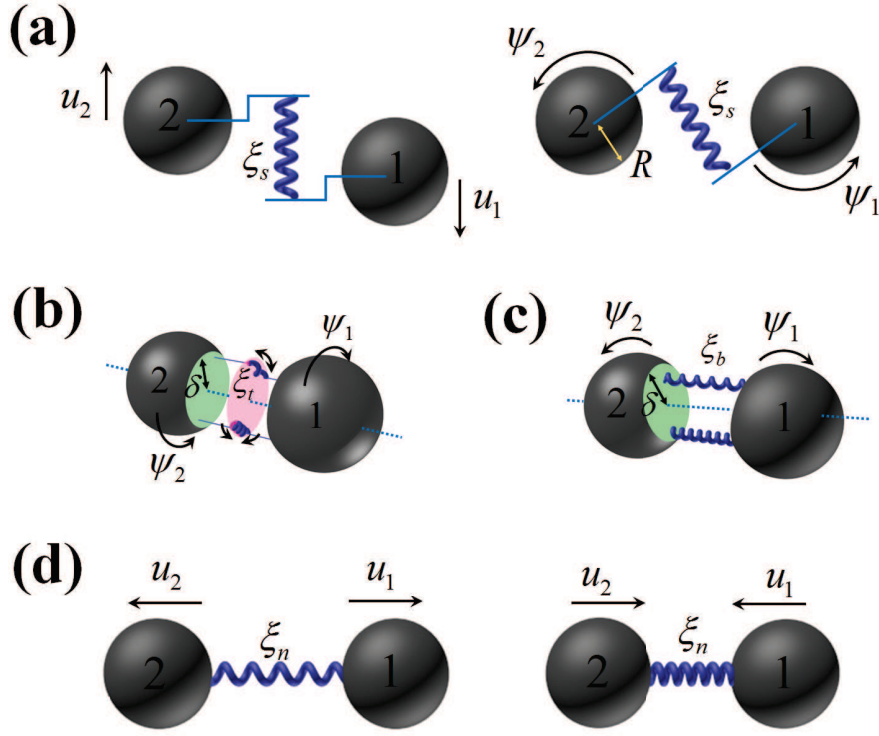 (a)
u₂ 2 ξₛ 1 u₁
ψ₂ 2 R ξₛ 1 ψ₁
(b)
2 δ ξₜ ψ₁ 1 ψ₂
(c)
ψ₂ 2 δ ξ_b ψ₁ 1
(d)
u₂ u₁
2 ξₙ 1
u₂ u₁
2 ξₙ 1